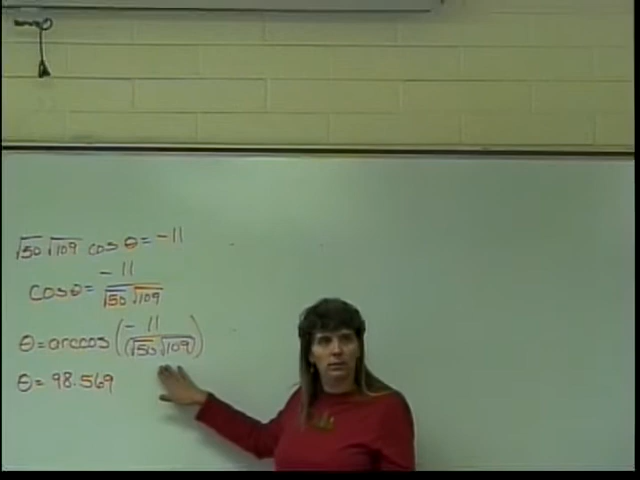 √50 √109 cos θ = -11
cos θ = -11 / √50 √109
θ = arccos ( -11 / (√50 √109) )
θ = 98.569